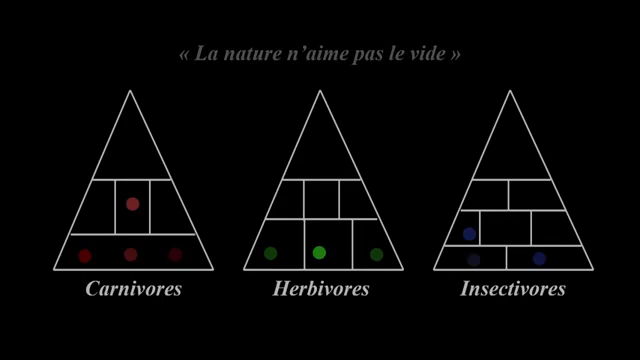 « La nature n’aime pas le vide »
Carnivores
Herbivores
Insectivores